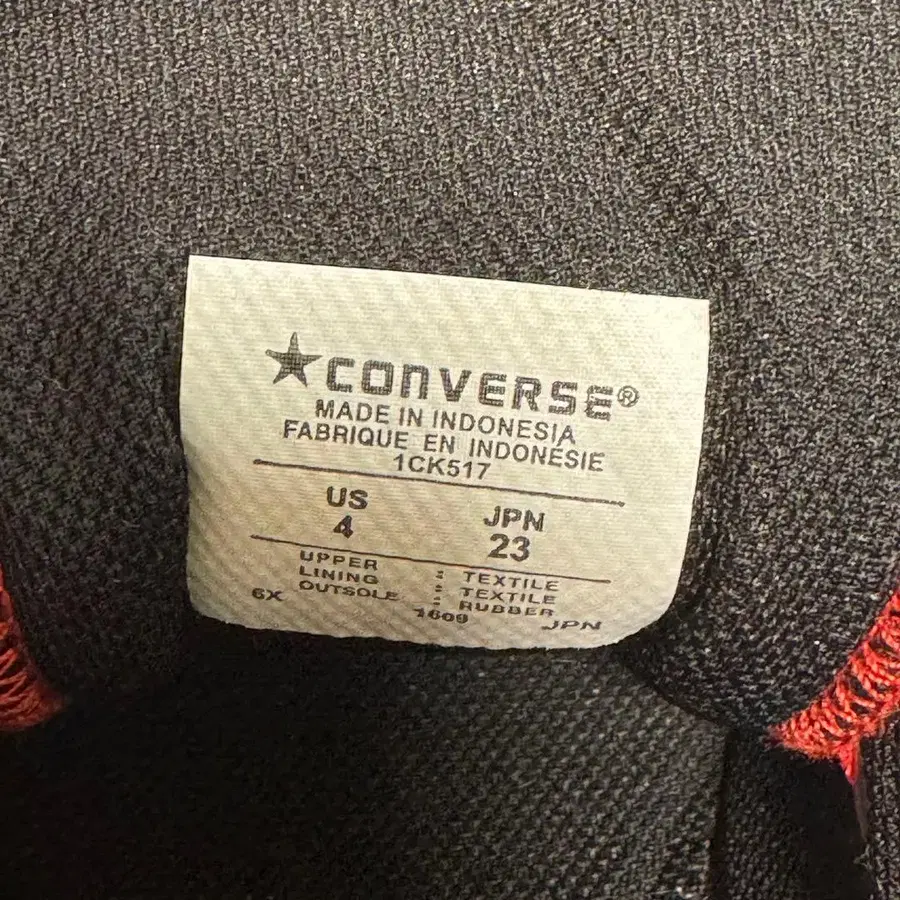 ★CONVERSE®
MADE IN INDONESIA
FABRIQUE EN INDONÉSIE
1CK517
US JPN
4 23
UPPER : TEXTILE
LINING : TEXTILE
OUTSOLE : RUBBER
6X 1609 JPN